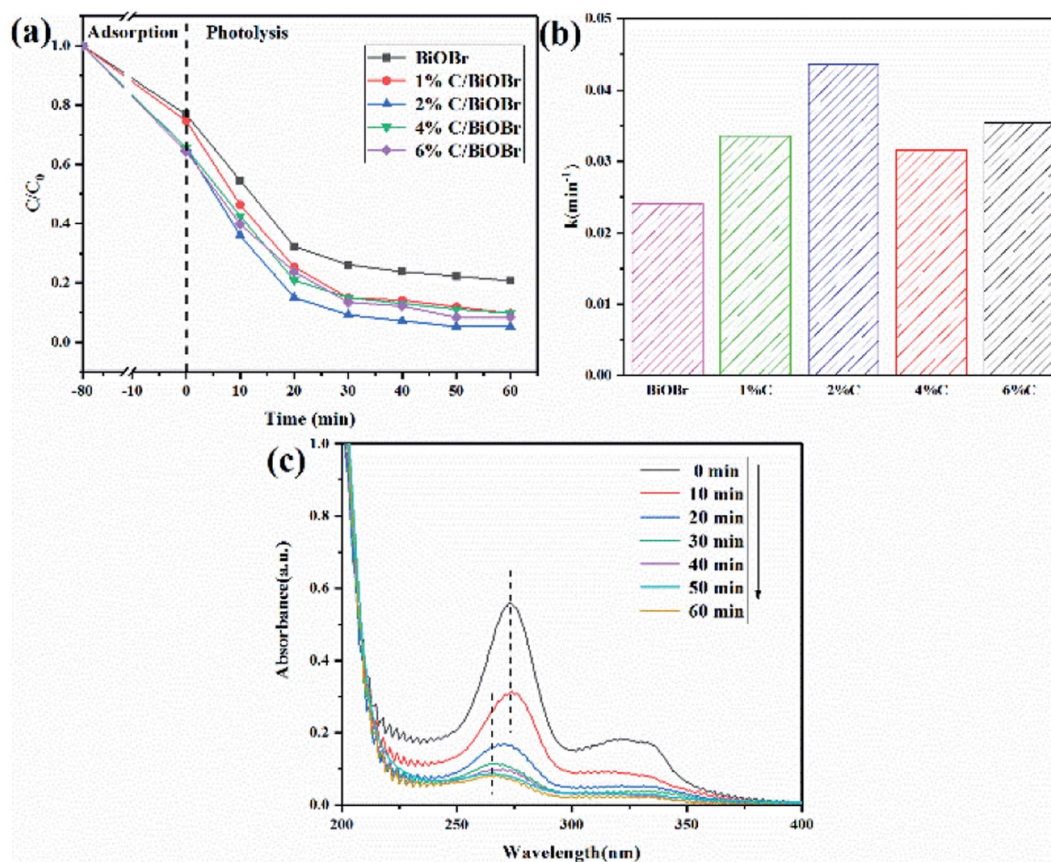 (a)
Adsorption
Photolysis
BiOBr
1% C/BiOBr
2% C/BiOBr
4% C/BiOBr
6% C/BiOBr
C/C0
1.0
0.8
0.6
0.4
0.2
0.0
-80
-10
0
10
20
30
40
50
60
Time (min)
(b)
k(min-1)
0.05
0.04
0.03
0.02
0.01
0.00
BiOBr
1%C
2%C
4%C
6%C
(c)
0 min
10 min
20 min
30 min
40 min
50 min
60 min
Absorbance(a.u.)
1.0
0.8
0.6
0.4
0.2
0.0
200
250
300
350
400
Wavelength(nm)